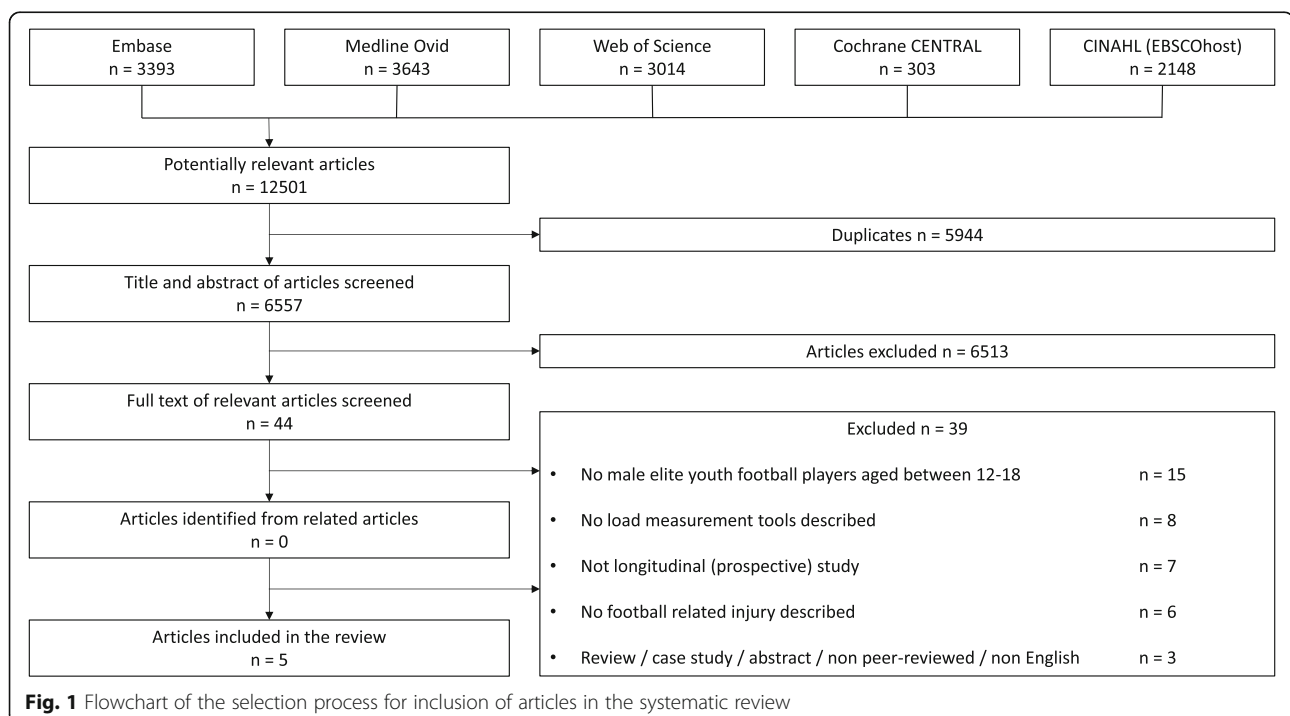 Embase
n = 3393
Medline Ovid
n = 3643
Web of Science
n = 3014
Cochrane CENTRAL
n = 303
CINAHL (EBSCOhost)
n = 2148
Potentially relevant articles
n = 12501
Duplicates n = 5944
Title and abstract of articles screened
n = 6557
Articles excluded n = 6513
Full text of relevant articles screened
n = 44
Excluded n = 39
• No male elite youth football players aged between 12-18 n = 15
• No load measurement tools described n = 8
• Not longitudinal (prospective) study n = 7
• No football related injury described n = 6
• Review / case study / abstract / non peer-reviewed / non English n = 3
Articles identified from related articles
n = 0
Articles included in the review
n = 5
Fig. 1 Flowchart of the selection process for inclusion of articles in the systematic review